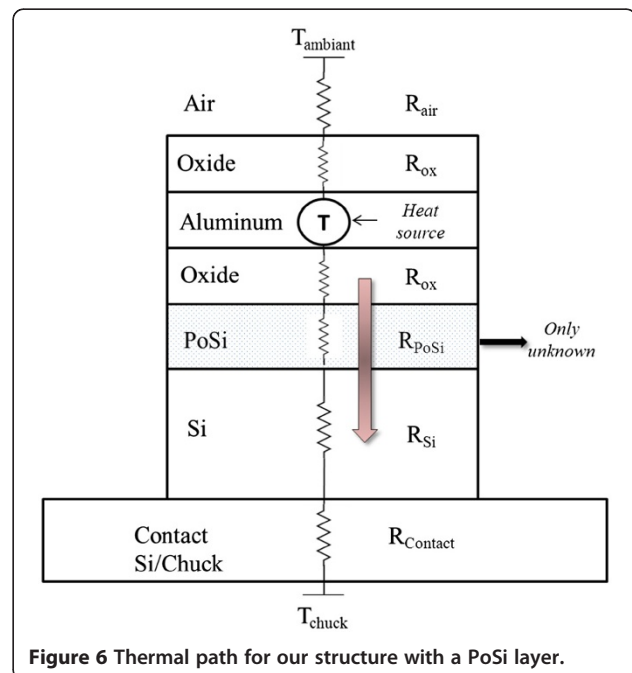 T_ambiant
Air R_air
Oxide R_ox
Aluminum T Heat source
Oxide R_ox
PoSi R_PoSi Only unknown
Si R_Si
Contact Si/Chuck R_Contact
T_chuck
Figure 6 Thermal path for our structure with a PoSi layer.